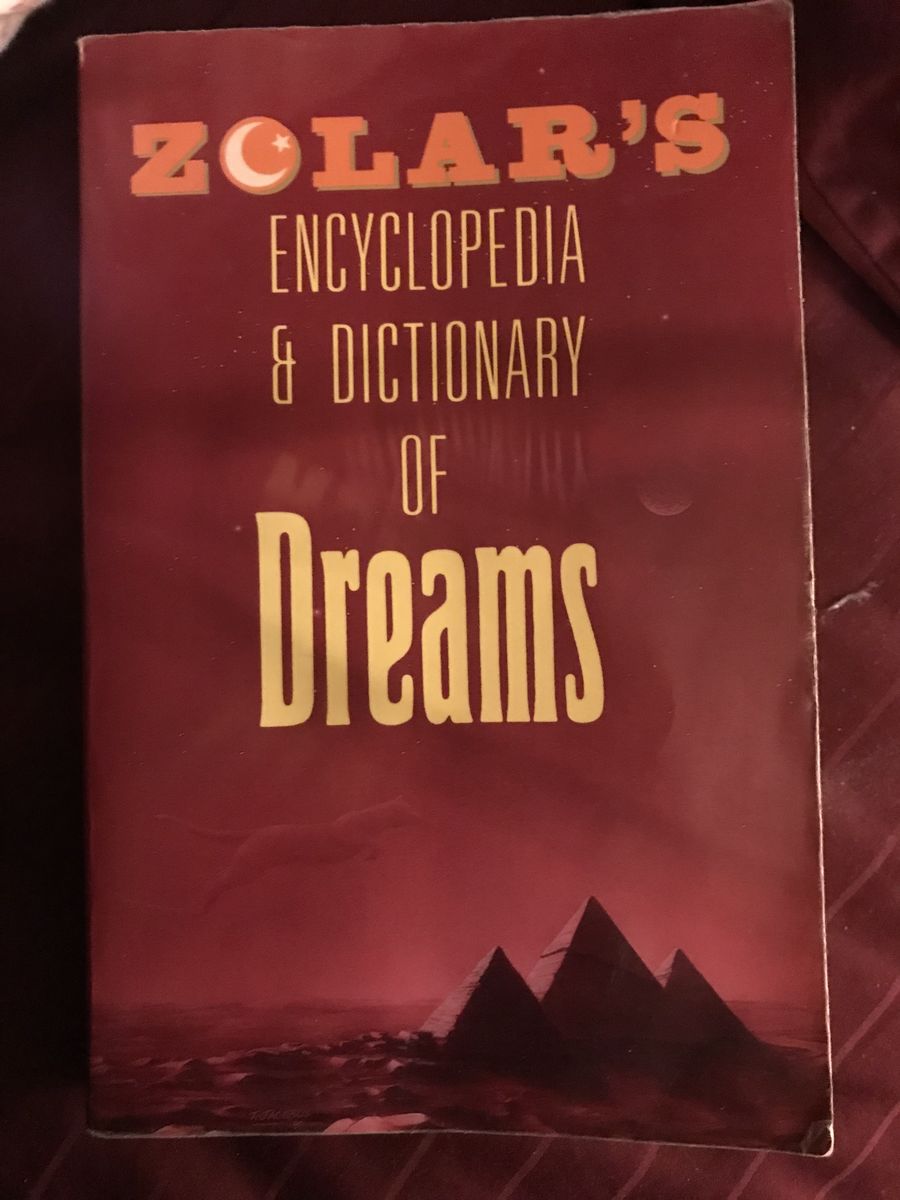 ZOLAR'S
ENCYCLOPEDIA
& DICTIONARY
OF
Dreams